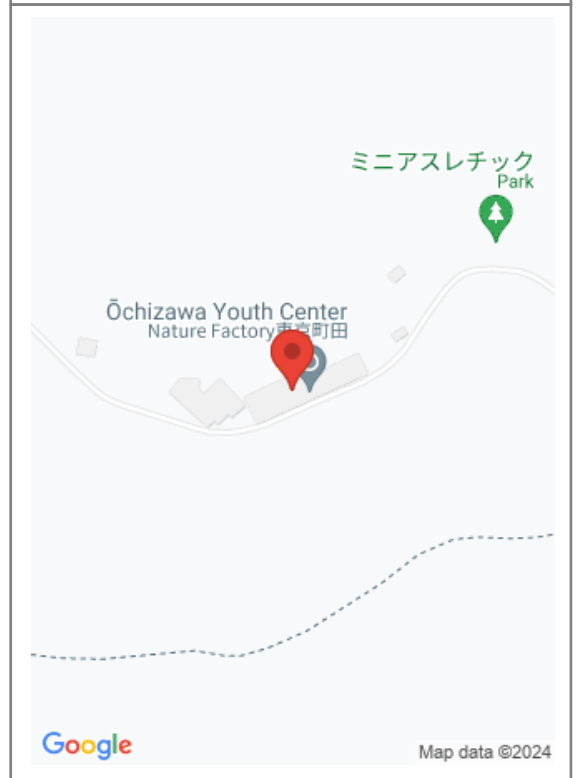 ミニアスレチック
Park
Ōchizawa Youth Center
Nature Factory東京町田
Google
Map data ©2024